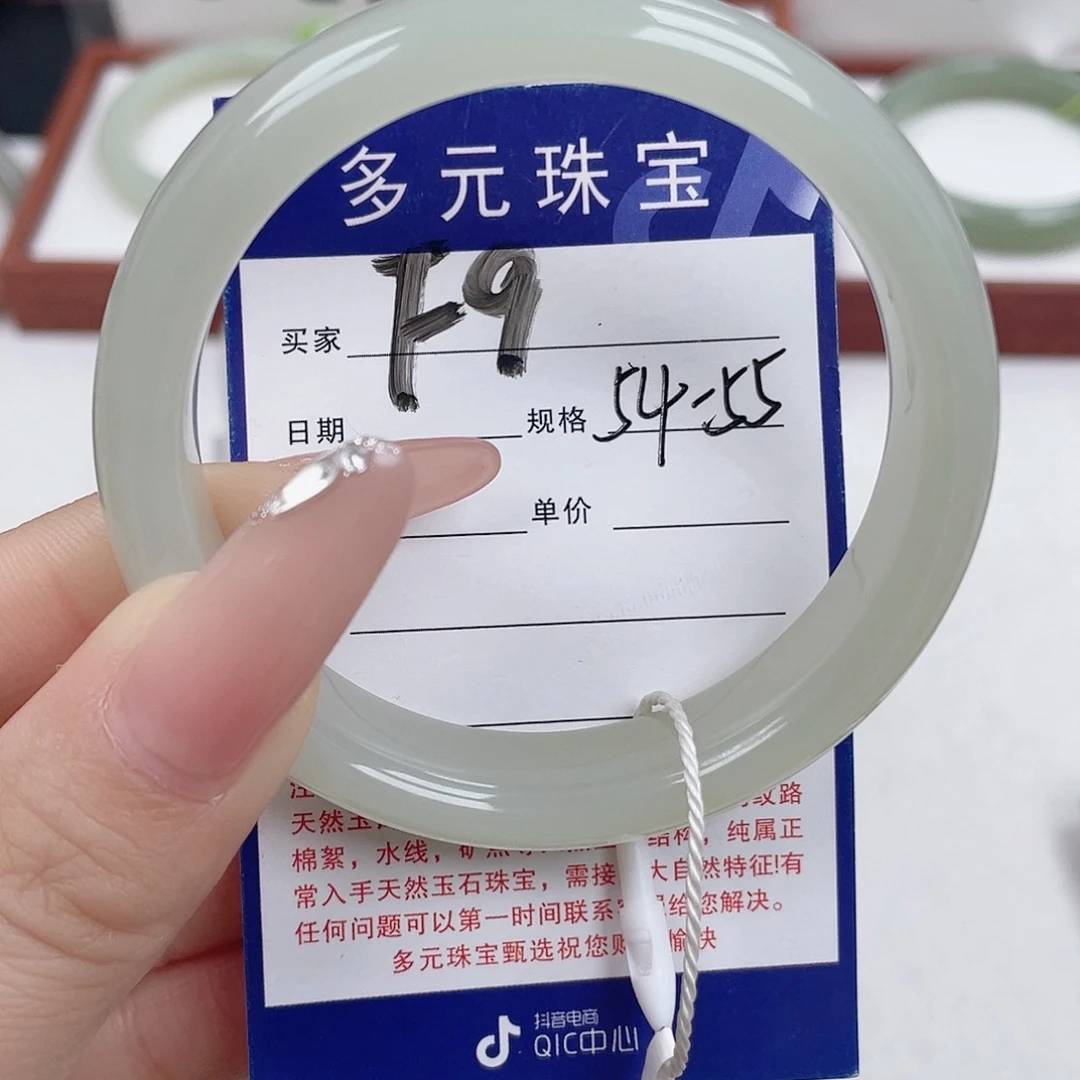 多元珠宝
买家
F-9
日期 规格 54-55
单价
天然玉
棉絮，水线，矿 结构，纯属正
常入手天然玉石珠宝，需接 大自然特征!有
任何问题可以第一时间联系 给您解决。
多元珠宝甄选祝您 愉快
抖音电商
QIC中心